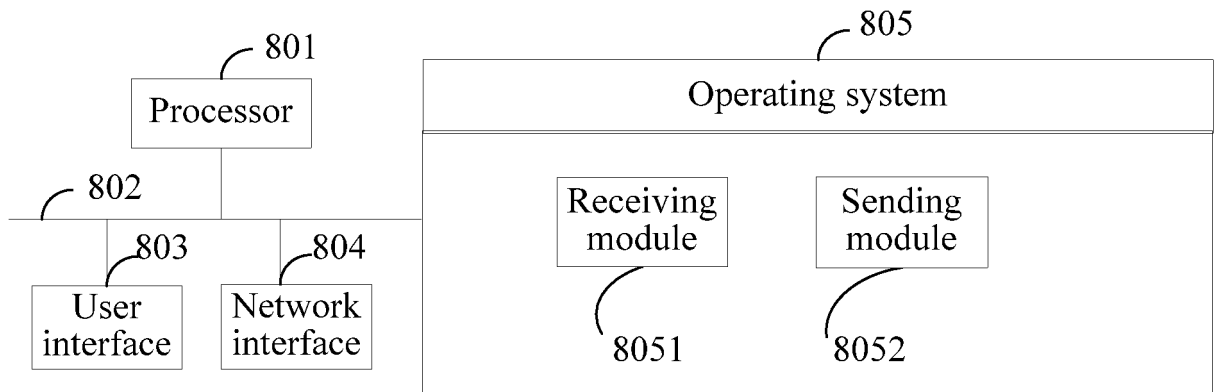 801
805
Processor
Operating system
802
Receiving
module
Sending
module
803
804
User
interface
Network
interface
8051
8052